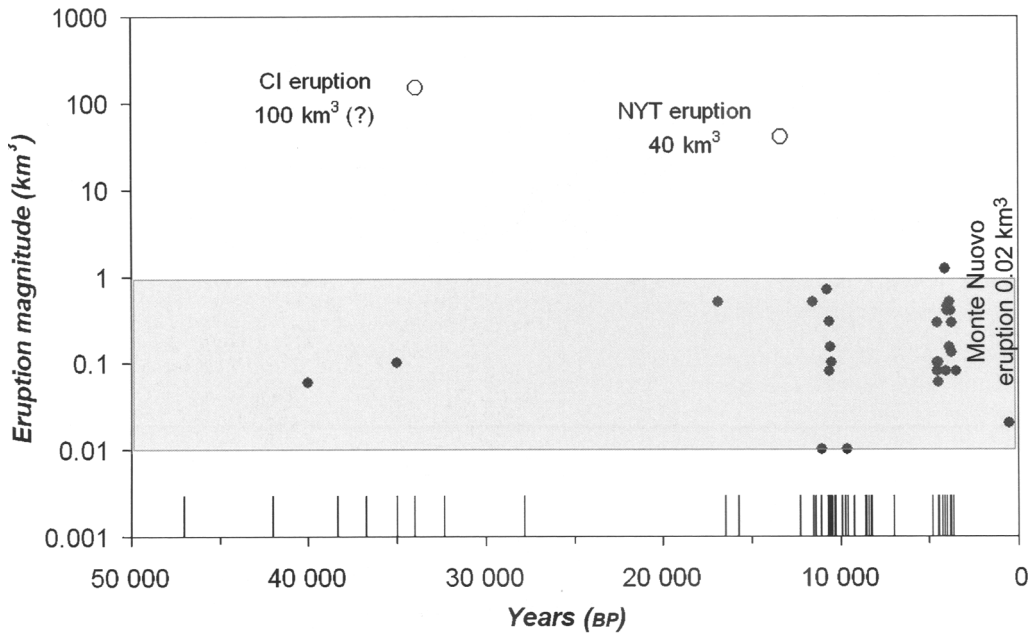 1000
CI eruption
100 km³ (?)
NYT eruption
40 km³
100
10
1
0.1
0.01
0.001
Eruption magnitude (km³)
Monte Nuovo
eruption 0.02 km³
50 000
40 000
30 000
20 000
10 000
0
Years (BP)